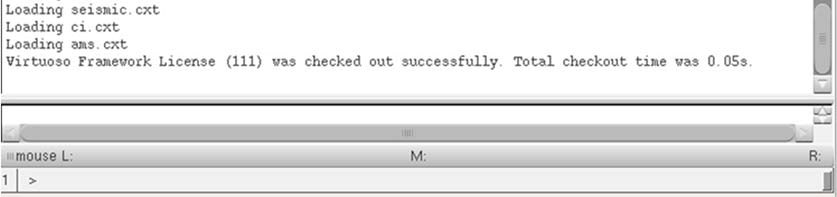 Loading seismic.cxt
Loading ci.cxt
Loading ams.cxt
Virtuoso Framework License (111) was checked out successfully. Total checkout time was 0.05s.
mouse L: M: R:
1 >